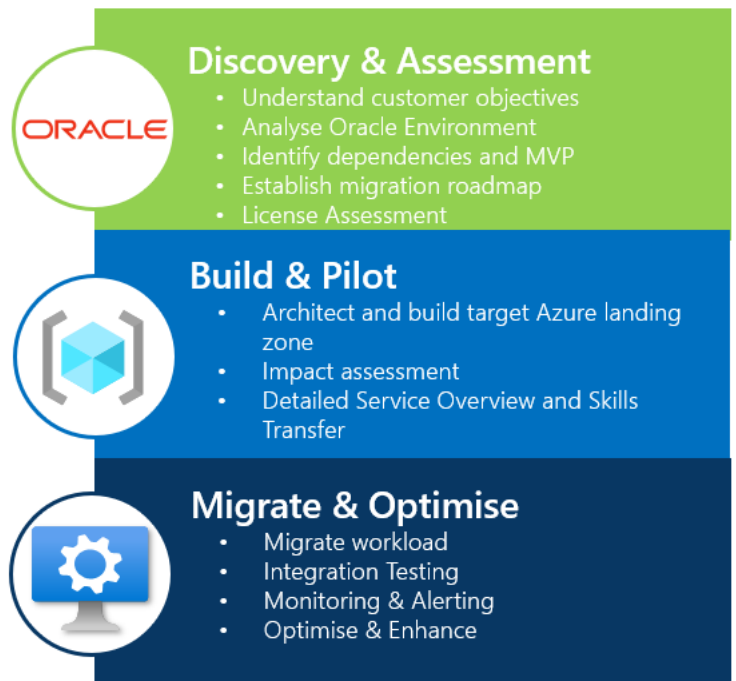 Discovery & Assessment
ORACLE
• Understand customer objectives
• Analyse Oracle Environment
• Identify dependencies and MVP
• Establish migration roadmap
• License Assessment
Build & Pilot
• Architect and build target Azure landing
zone
• Impact assessment
• Detailed Service Overview and Skills
Transfer
Migrate & Optimise
• Migrate workload
• Integration Testing
• Monitoring & Alerting
• Optimise & Enhance